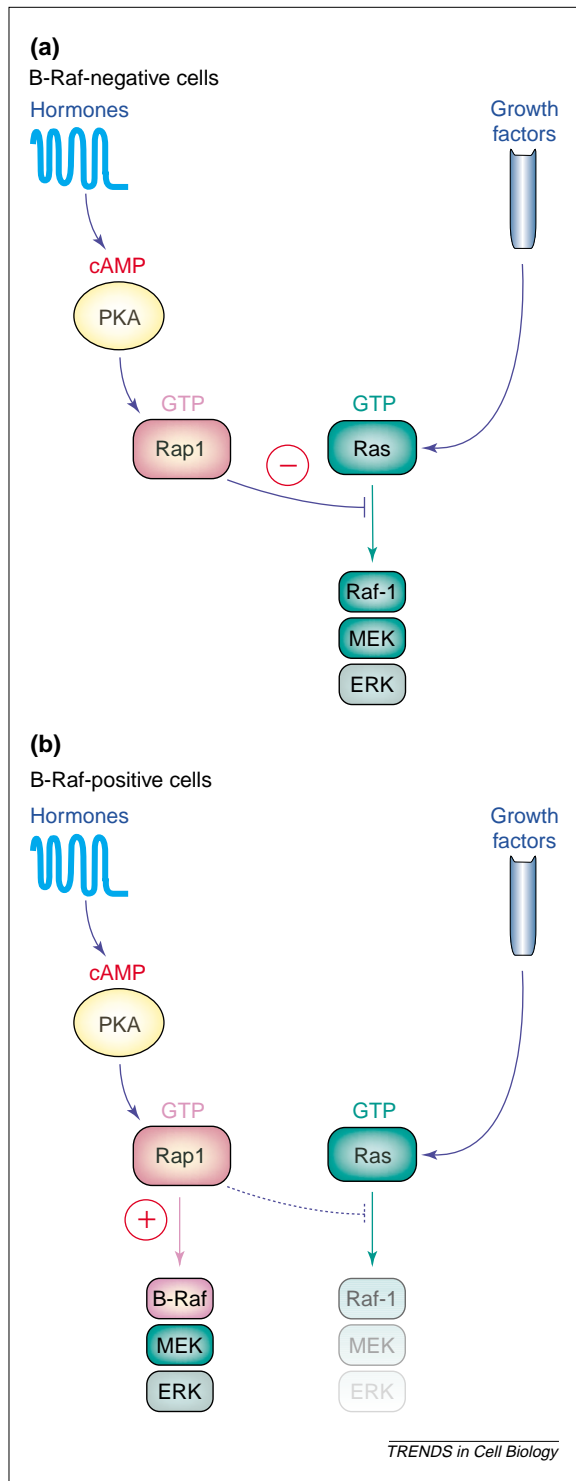 (a)
B-Raf-negative cells
Hormones
Growth
factors
cAMP
PKA
GTP
GTP
Rap1
Ras
−
Raf-1
MEK
ERK
(b)
B-Raf-positive cells
Hormones
Growth
factors
cAMP
PKA
GTP
GTP
Rap1
Ras
+
B-Raf
Raf-1
MEK
MEK
ERK
ERK
TRENDS in Cell Biology